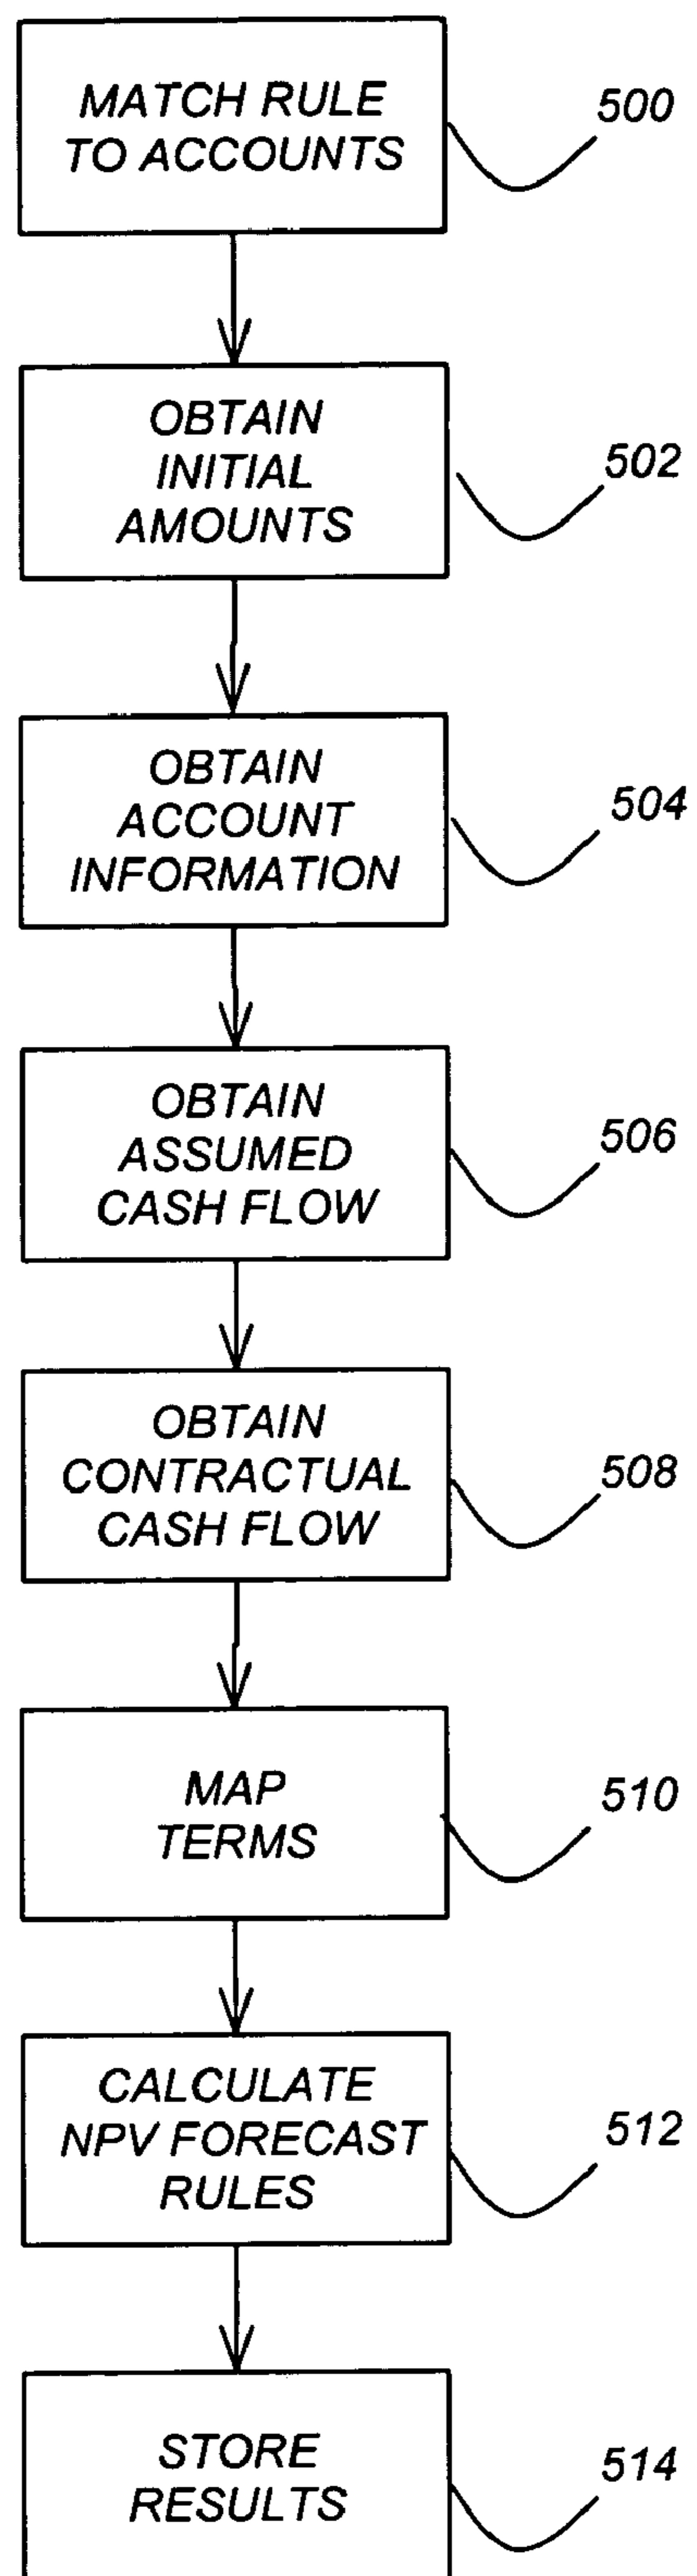 MATCH RULE
TO ACCOUNTS
500
OBTAIN
INITIAL
AMOUNTS
502
OBTAIN
ACCOUNT
INFORMATION
504
OBTAIN
ASSUMED
CASH FLOW
506
OBTAIN
CONTRACTUAL
CASH FLOW
508
MAP
TERMS
510
CALCULATE
NPV FORECAST
RULES
512
STORE
RESULTS
514